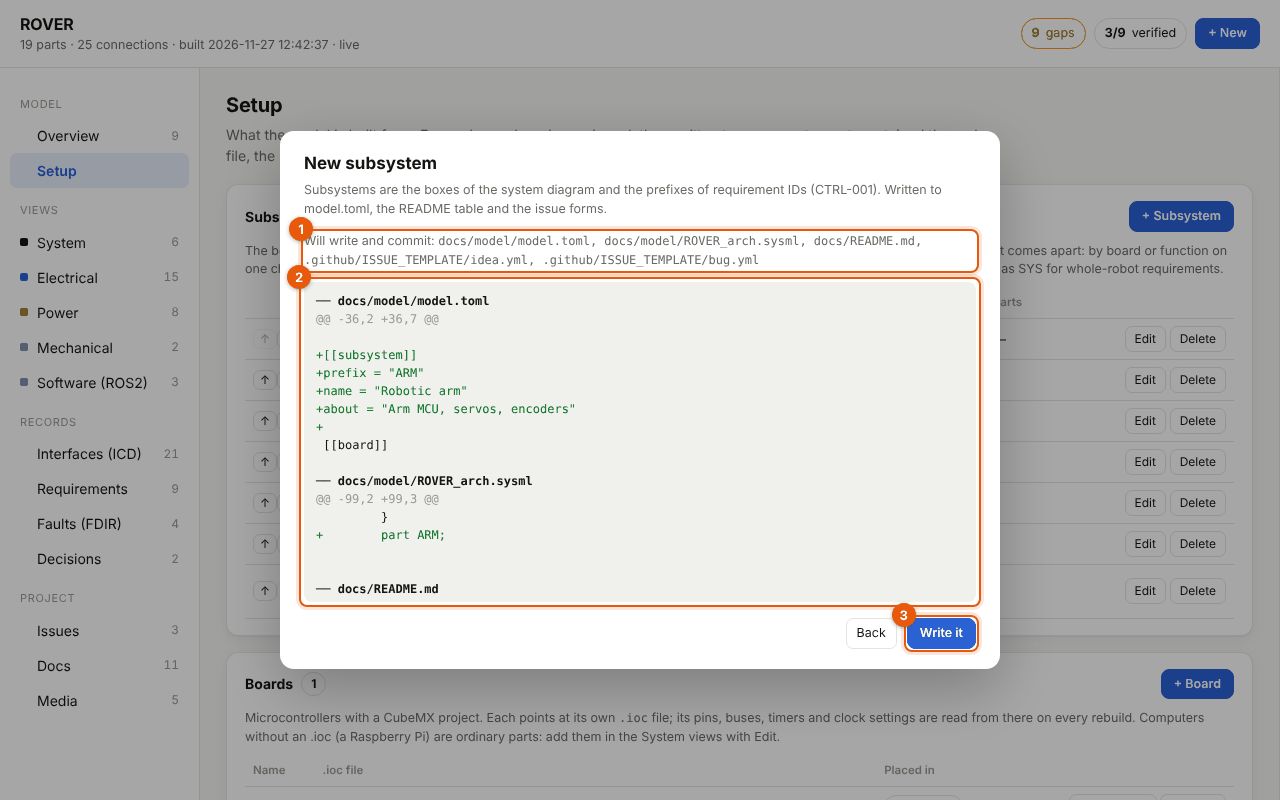 ROVER
19 parts · 25 connections · built 2026-11-27 12:42:37 · live
9 gaps
3/9 verified
+ New
MODEL
Overview 9
Setup
VIEWS
System 6
Electrical 15
Power 8
Mechanical 2
Software (ROS2) 3
RECORDS
Interfaces (ICD) 21
Requirements 9
Faults (FDIR) 4
Decisions 2
PROJECT
Issues 3
Docs 11
Media 5
Setup
What the
file, the
Subs
+ Subsystem
The b
t comes apart: by board or function on
one c
as SYS for whole-robot requirements.
arts
↑ Edit Delete
↑ Edit Delete
↑ Edit Delete
↑ Edit Delete
↑ Edit Delete
↑ Edit Delete
↑ Edit Delete
New subsystem
Subsystems are the boxes of the system diagram and the prefixes of requirement IDs (CTRL-001). Written to
model.toml, the README table and the issue forms.
1
Will write and commit: docs/model/model.toml, docs/model/ROVER_arch.sysml, docs/README.md,
.github/ISSUE_TEMPLATE/idea.yml, .github/ISSUE_TEMPLATE/bug.yml
2
── docs/model/model.toml
@@ -36,2 +36,7 @@
+[[subsystem]]
+prefix = "ARM"
+name = "Robotic arm"
+about = "Arm MCU, servos, encoders"
+
[[board]]
── docs/model/ROVER_arch.sysml
@@ -99,2 +99,3 @@
}
+ part ARM;
── docs/README.md
3
Back
Write it
Boards 1
+ Board
Microcontrollers with a CubeMX project. Each points at its own .ioc file; its pins, buses, timers and clock settings are read from there on every rebuild. Computers
without an .ioc (a Raspberry Pi) are ordinary parts: add them in the System views with Edit.
Name .ioc file Placed in